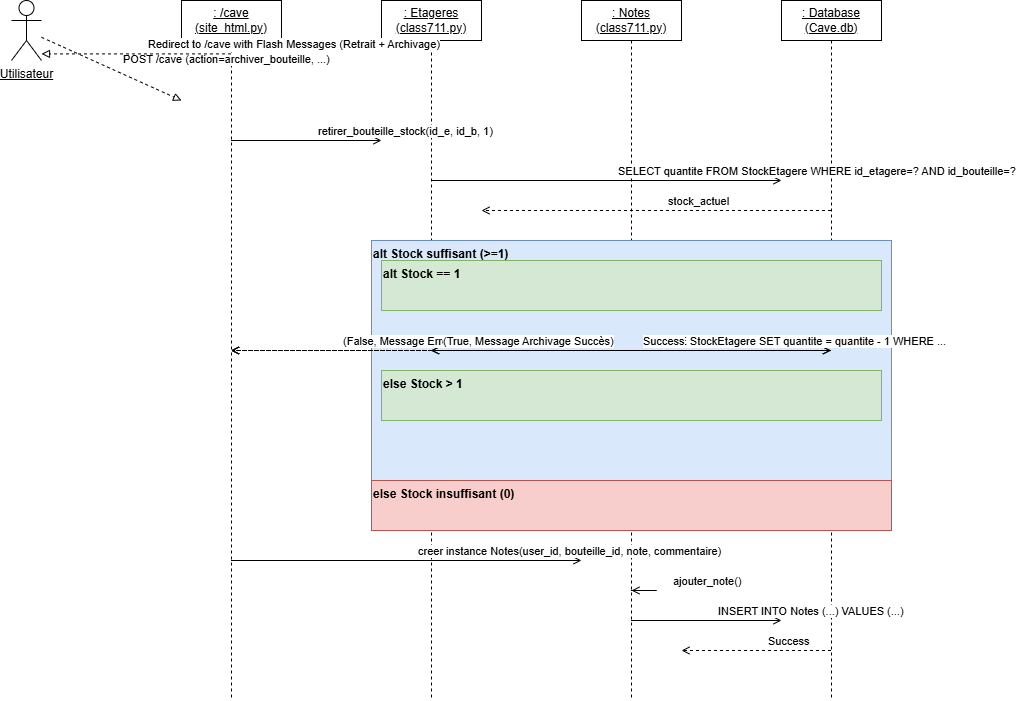 : /cave
(site_html.py)
: Etageres
(class711.py)
: Notes
(class711.py)
: Database
(Cave.db)
Redirect to /cave with Flash Messages (Retrait + Archivage)
POST /cave (action=archiver_bouteille, ...)
Utilisateur
retirer_bouteille_stock(id_e, id_b, 1)
SELECT quantite FROM StockEtagere WHERE id_etagere=? AND id_bouteille=?
stock_actuel
alt Stock suffisant (>=1)
alt Stock == 1
(False, Message Err
(True, Message Archivage Succès)
Success
StockEtagere SET quantite = quantite - 1 WHERE ...
else Stock > 1
else Stock insuffisant (0)
creer instance Notes(user_id, bouteille_id, note, commentaire)
ajouter_note()
INSERT INTO Notes (...) VALUES (...)
Success